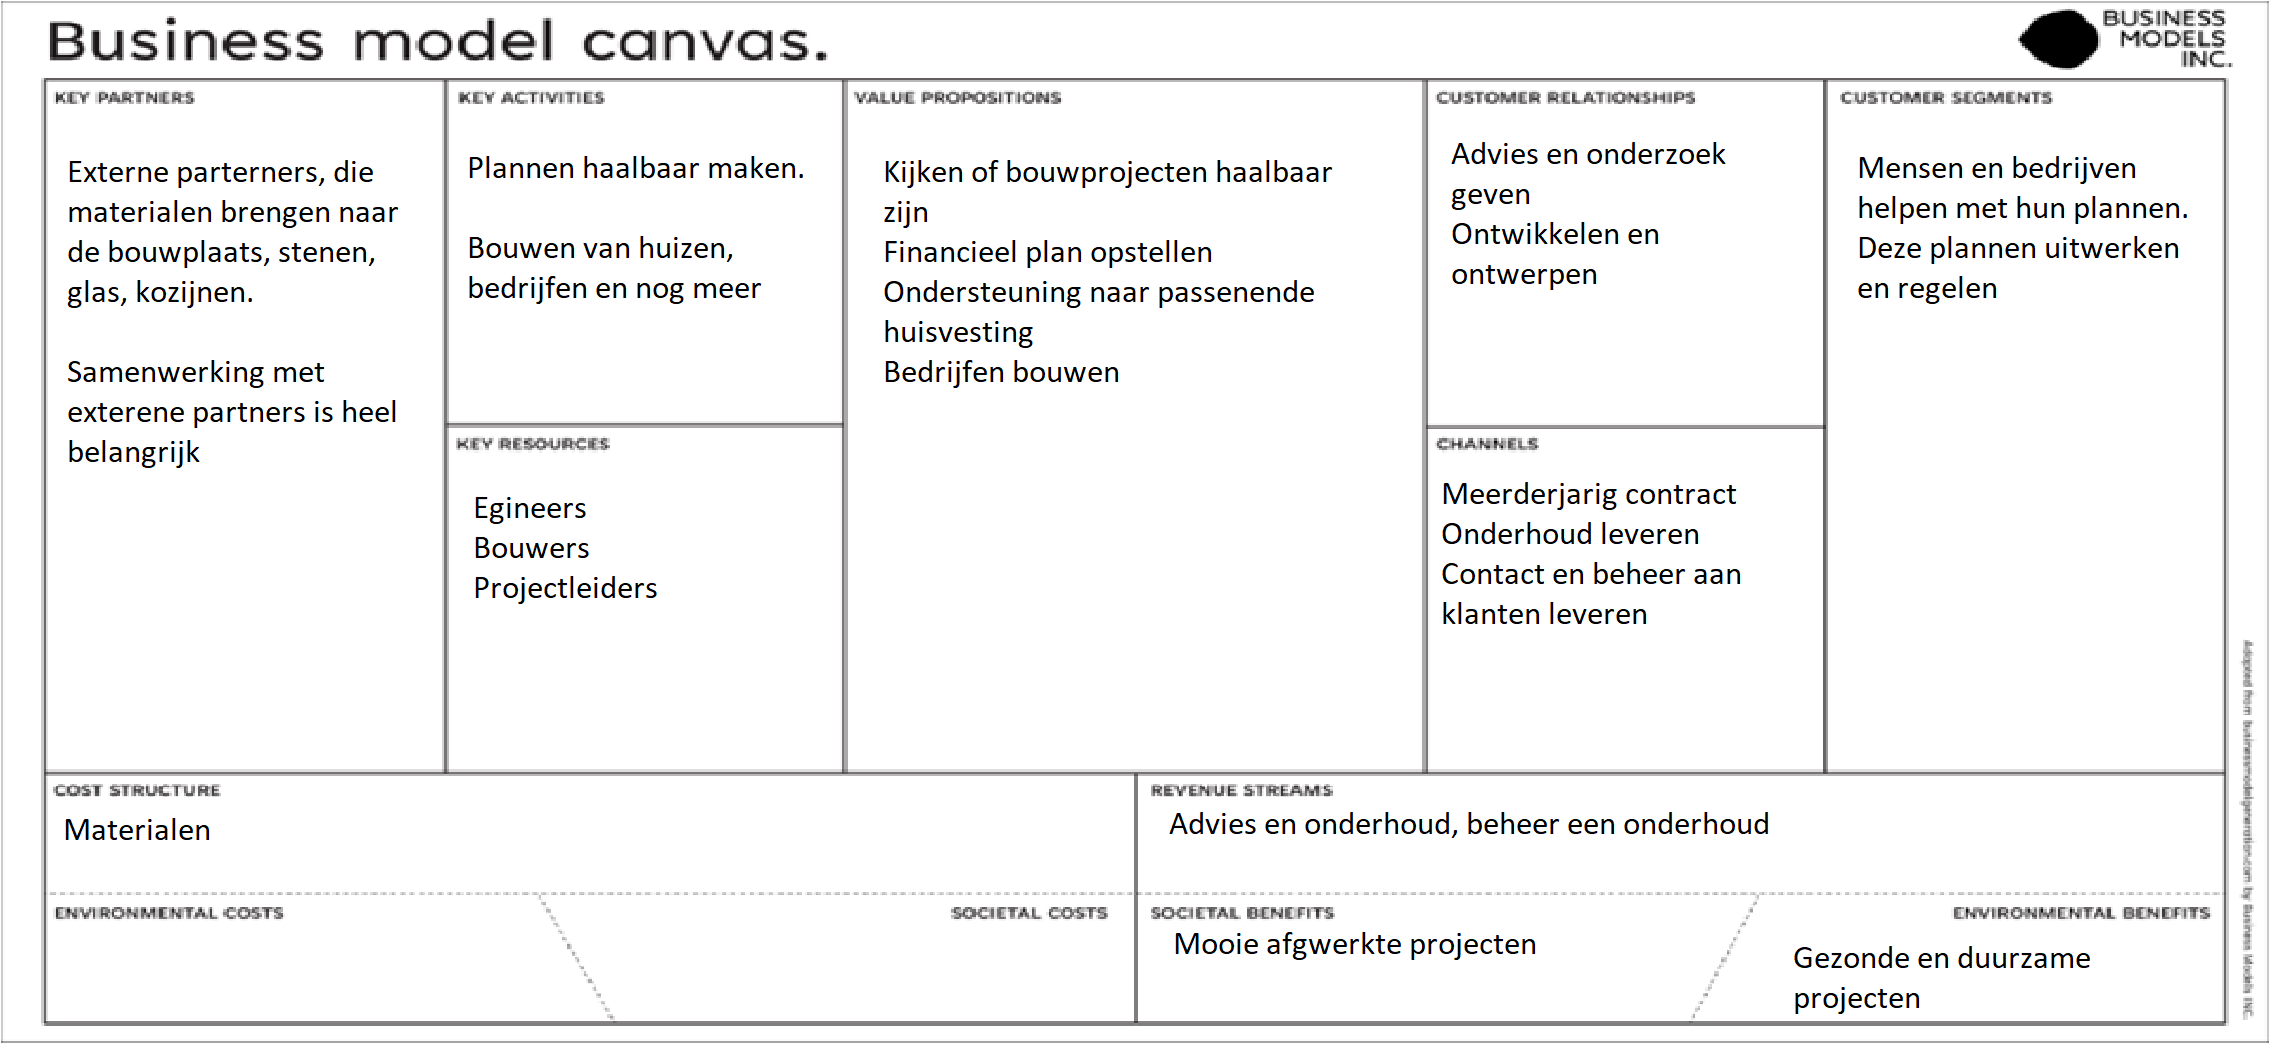 Business model canvas.
BUSINESS
MODELS
INC.
KEY PARTNERS
Externe parterners, die
materialen brengen naar
de bouwplaats, stenen,
glas, kozijnen.
Samenwerking met
exterene partners is heel
belangrijk
KEY ACTIVITIES
Plannen haalbaar maken.
Bouwen van huizen,
bedrijfen en nog meer
KEY RESOURCES
Egineers
Bouwers
Projectleiders
VALUE PROPOSITIONS
Kijken of bouwprojecten haalbaar
zijn
Financieel plan opstellen
Ondersteuning naar passenende
huisvesting
Bedrijfen bouwen
CUSTOMER RELATIONSHIPS
Advies en onderzoek
geven
Ontwikkelen en
ontwerpen
CHANNELS
Meerderjarig contract
Onderhoud leveren
Contact en beheer aan
klanten leveren
CUSTOMER SEGMENTS
Mensen en bedrijven
helpen met hun plannen.
Deze plannen uitwerken
en regelen
COST STRUCTURE
Materialen
REVENUE STREAMS
Advies en onderhoud, beheer een onderhoud
ENVIRONMENTAL COSTS
SOCIETAL COSTS
SOCIETAL BENEFITS
Mooie afgwerkte projecten
ENVIRONMENTAL BENEFITS
Gezonde en duurzame
projecten
Adopted from businessmodelgeneration.com by Business Models INC.